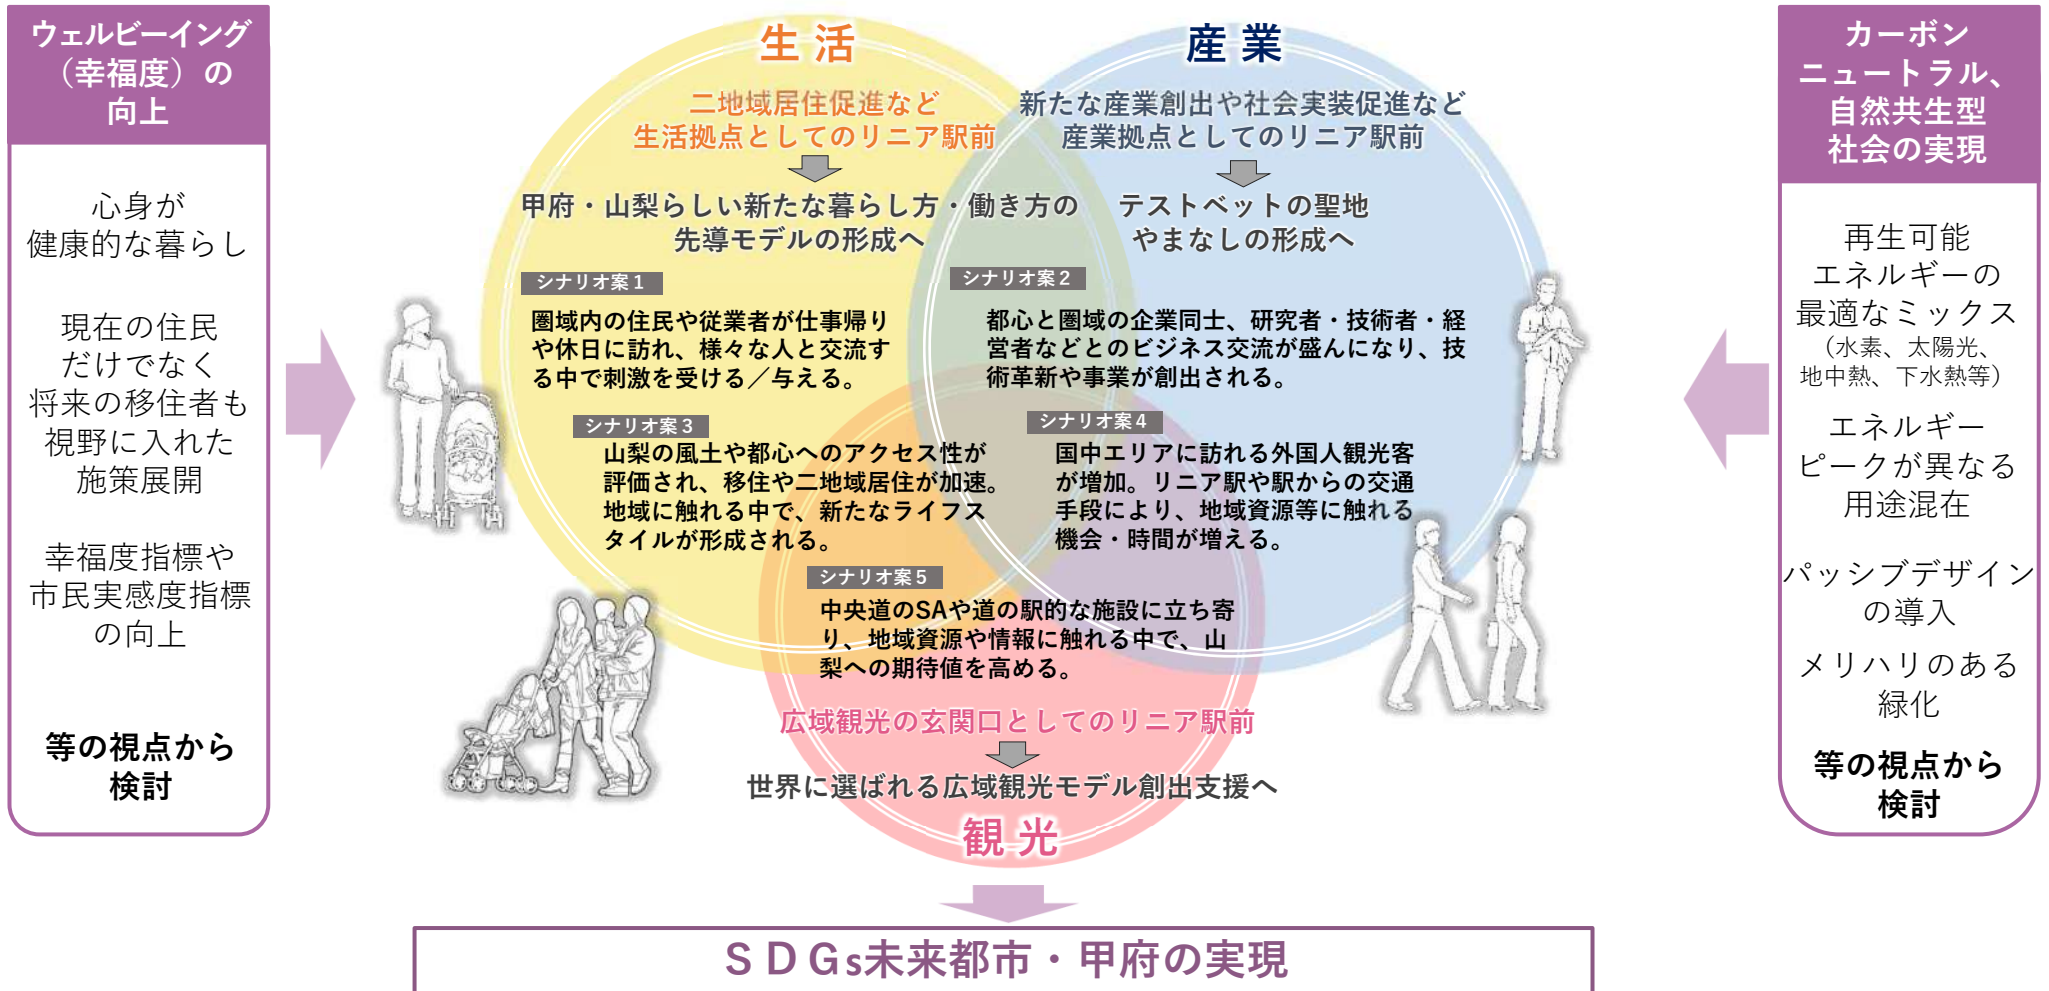 ウェルビーイング
（幸福度）の
向上
心身が
健康的な暮らし
現在の住民
だけでなく
将来の移住者も
視野に入れた
施策展開
幸福度指標や
市民実感度指標
の向上
等の視点から
検討
生活
二地域居住促進など
生活拠点としてのリニア駅前
甲府・山梨らしい新たな暮らし方・働き方の
先導モデルの形成へ
産業
新たな産業創出や社会実装促進など
産業拠点としてのリニア駅前
テストベットの聖地
やまなしの形成へ
シナリオ案１
圏域内の住民や従業者が仕事帰り
や休日に訪れ、様々な人と交流す
る中で刺激を受ける／与える。
シナリオ案２
都心と圏域の企業同士、研究者・技術者・経
営者などとのビジネス交流が盛んになり、技
術革新や事業が創出される。
シナリオ案３
山梨の風土や都心へのアクセス性が
評価され、移住や二地域居住が加速。
地域に触れる中で、新たなライフス
タイルが形成される。
シナリオ案４
国中エリアに訪れる外国人観光客
が増加。リニア駅や駅からの交通
手段により、地域資源等に触れる
機会・時間が増える。
シナリオ案５
中央道のSAや道の駅的な施設に立ち寄
り、地域資源や情報に触れる中で、山
梨への期待値を高める。
広域観光の玄関口としてのリニア駅前
世界に選ばれる広域観光モデル創出支援へ
観光
カーボン
ニュートラル、
自然共生型
社会の実現
再生可能
エネルギーの
最適なミックス
（水素、太陽光、
地中熱、下水熱等）
エネルギー
ピークが異なる
用途混在
パッシブデザイン
の導入
メリハリのある
緑化
等の視点から
検討
ＳＤＧs未来都市・甲府の実現